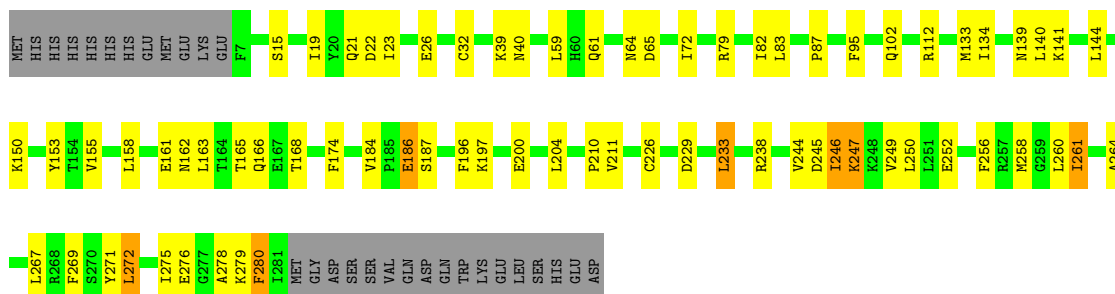 MET HIS HIS HIS HIS HIS HIS GLU MET GLU LYS GLU F7 S15 I19 Y20 Q21 D22 I23 E26 C32 K39 N40 L59 H60 Q61 N64 D65 I72 R79 I82 L83 P87 F95 Q102 R112 M133 I134 N139 L140 K141 L144
K150 Y153 T154 V155 L158 E161 N162 L163 T164 T165 Q166 E167 T168 F174 V184 P185 E186 S187 F196 K197 E200 L204 P210 V211 C226 D229 L233 R238 V244 D245 I246 K247 K248 V249 L250 L251 E252 F256 R257 M258 G259 L260 I261 A264
L267 R268 F269 S270 Y271 L272 I275 E276 G277 A278 K279 F280 I281 MET GLY ASP SER SER VAL GLN ASP GLN TRP LYS GLU LEU SER HIS GLU ASP